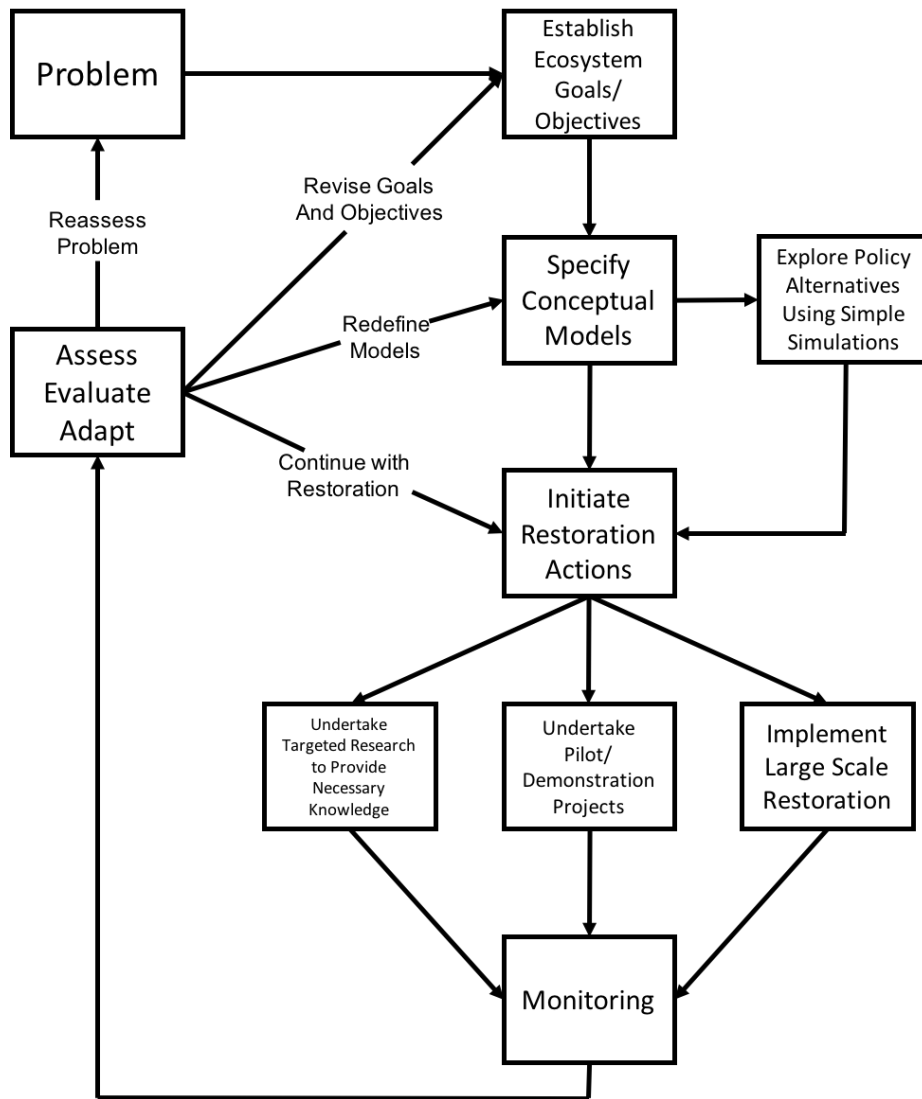 Problem
Establish
Ecosystem
Goals/
Objectives
Revise Goals
And Objectives
Reassess
Problem
Specify
Conceptual
Models
Explore Policy
Alternatives
Using Simple
Simulations
Redefine
Models
Assess
Evaluate
Adapt
Continue with
Restoration
Initiate
Restoration
Actions
Undertake
Targeted Research
to Provide
Necessary
Knowledge
Undertake
Pilot/
Demonstration
Projects
Implement
Large Scale
Restoration
Monitoring